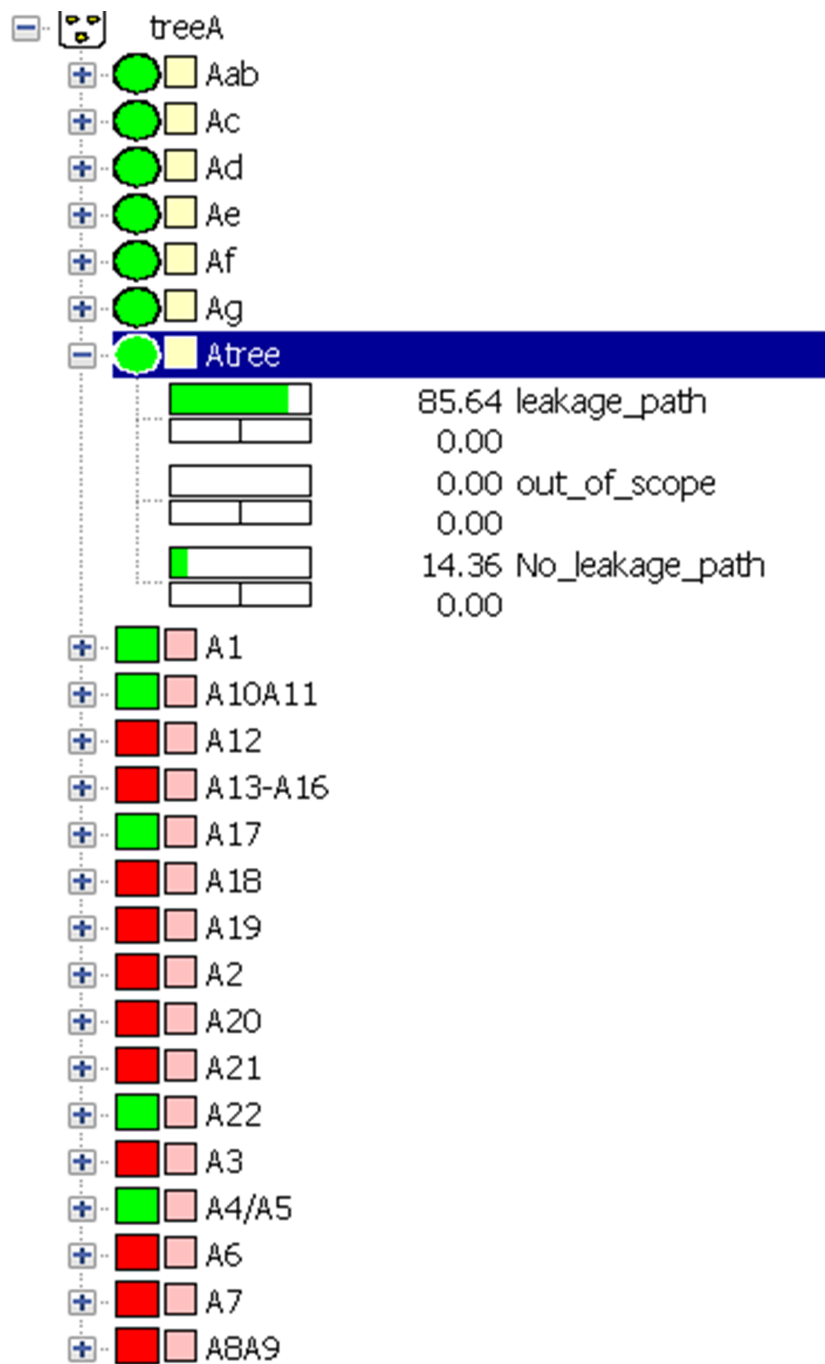 treeA
Aab
Ac
Ad
Ae
Af
Ag
Atree
85.64 leakage_path
0.00
0.00 out_of_scope
0.00
14.36 No_leakage_path
0.00
A1
A10A11
A12
A13-A16
A17
A18
A19
A2
A20
A21
A22
A3
A4/A5
A6
A7
A8A9